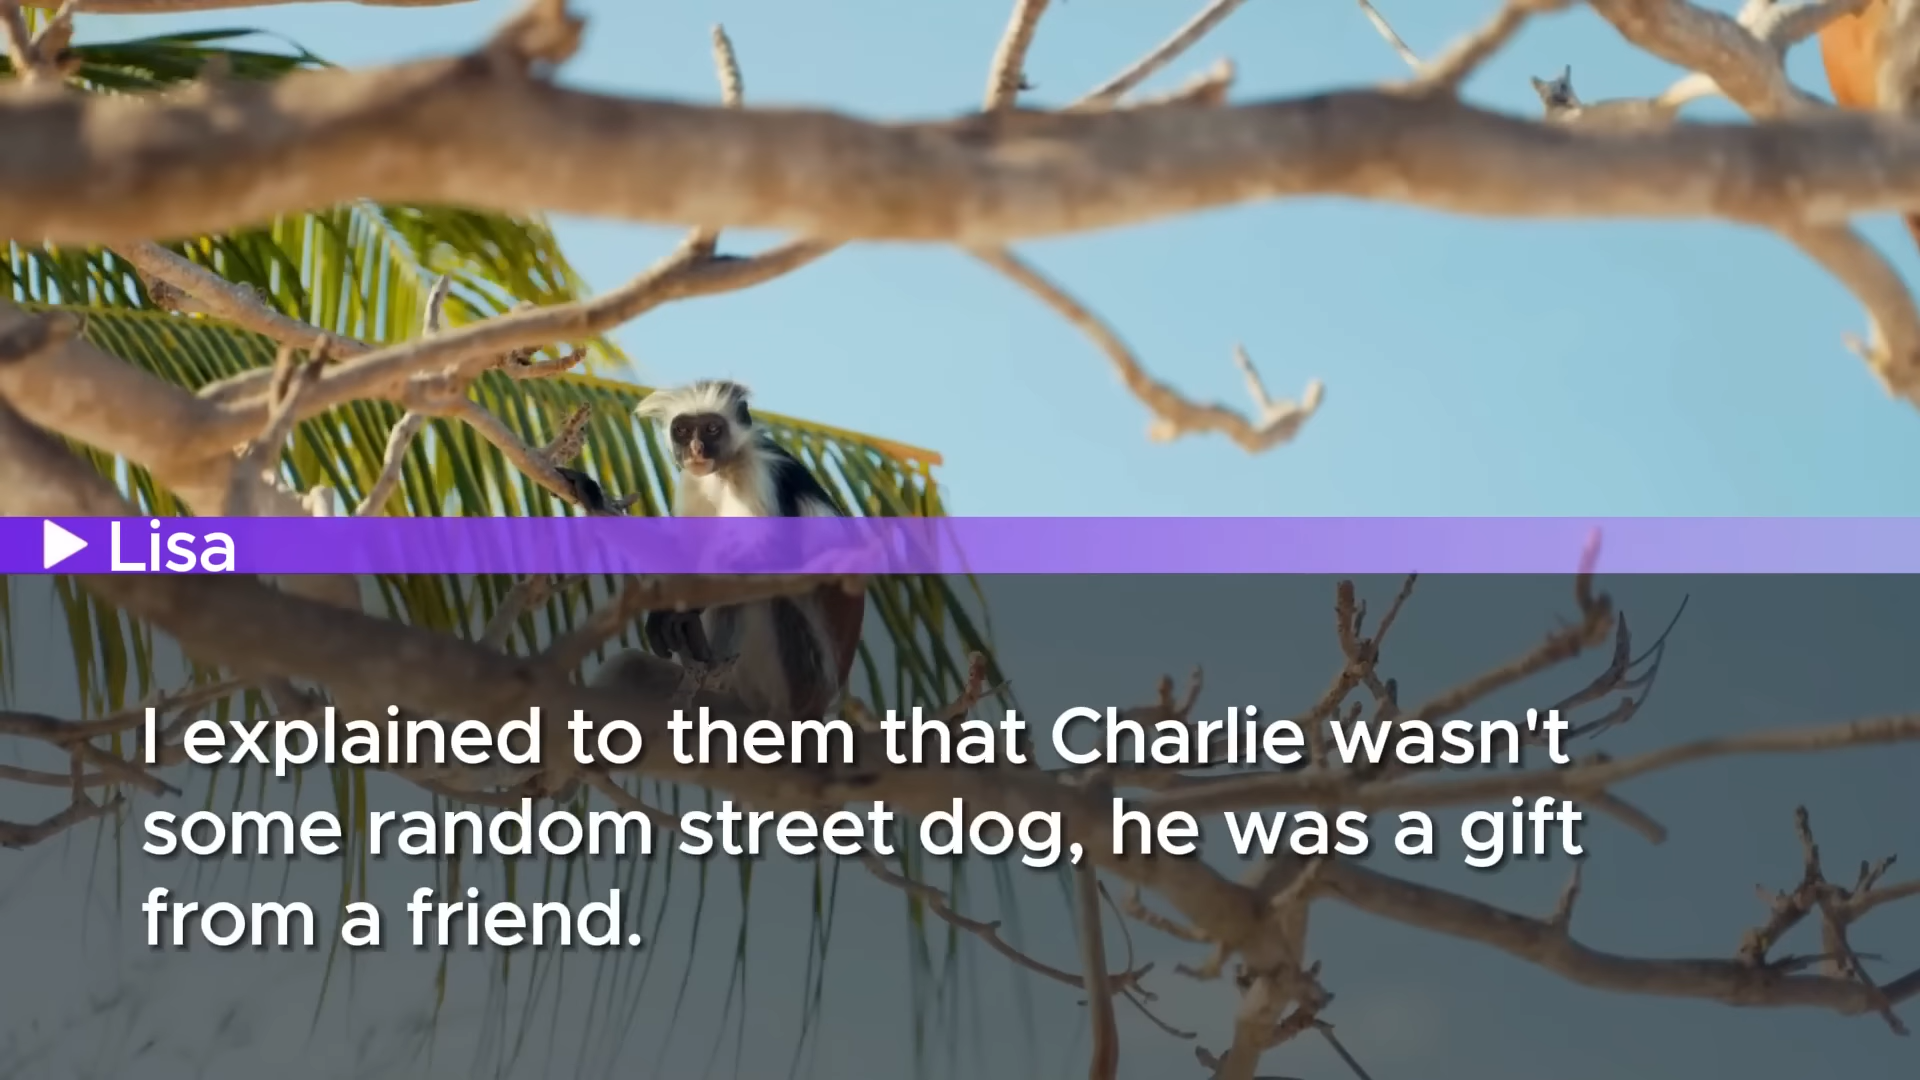 Lisa
I explained to them that Charlie wasn't
some random street dog, he was a gift
from a friend.